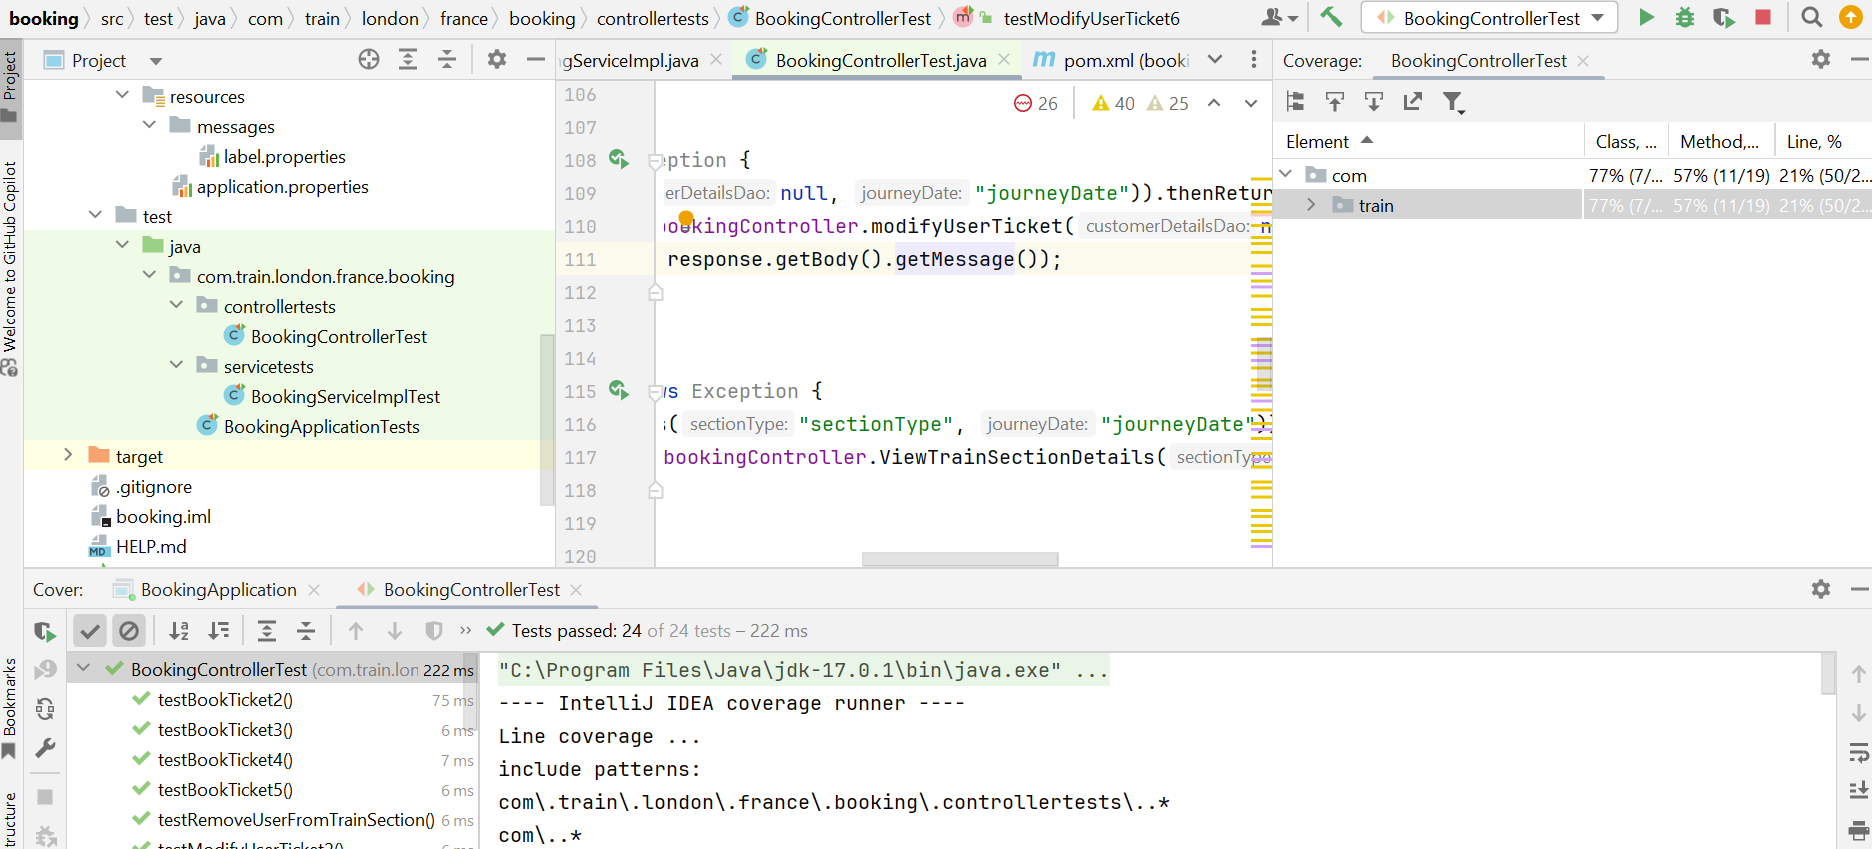 booking src test java com train london france booking controllertests BookingControllerTest testModifyUserTicket6 BookingControllerTest
Project
Welcome to GitHub Copilot
Bookmarks
Project
resources
messages
label.properties
application.properties
test
java
com.train.london.france.booking
controllertests
BookingControllerTest
servicetests
BookingServiceImplTest
BookingApplicationTests
target
.gitignore
booking.iml
HELP.md
gServiceImpl.java BookingControllerTest.java pom.xml (booki
26 40 25
106
107
108 eption {
109 erDetailsDao: null, journeyDate: "journeyDate")).thenRetur
110 bookingController.modifyUserTicket( customerDetailsDao: n
111 response.getBody().getMessage());
112
113
114
115 ws Exception {
116 s( sectionType: "sectionType", journeyDate: "journeyDate"))
117 bookingController.ViewTrainSectionDetails( sectionType
118
119
120
Coverage: BookingControllerTest
Element Class, ... Method,... Line, %
com 77% (7/... 57% (11/19) 21% (50/2...
train 77% (7/... 57% (11/19) 21% (50/2...
Cover: BookingApplication BookingControllerTest
Tests passed: 24 of 24 tests – 222 ms
BookingControllerTest (com.train.lon 222 ms
testBookTicket2() 75 ms
testBookTicket3() 6 ms
testBookTicket4() 7 ms
testBookTicket5() 6 ms
testRemoveUserFromTrainSection() 6 ms
testModifyUserTicket2() 6 ms
"C:\Program Files\Java\jdk-17.0.1\bin\java.exe" ...
---- IntelliJ IDEA coverage runner ----
Line coverage ...
include patterns:
com\.train\.london\.france\.booking\.controllertests\..*
com\..*
tructure